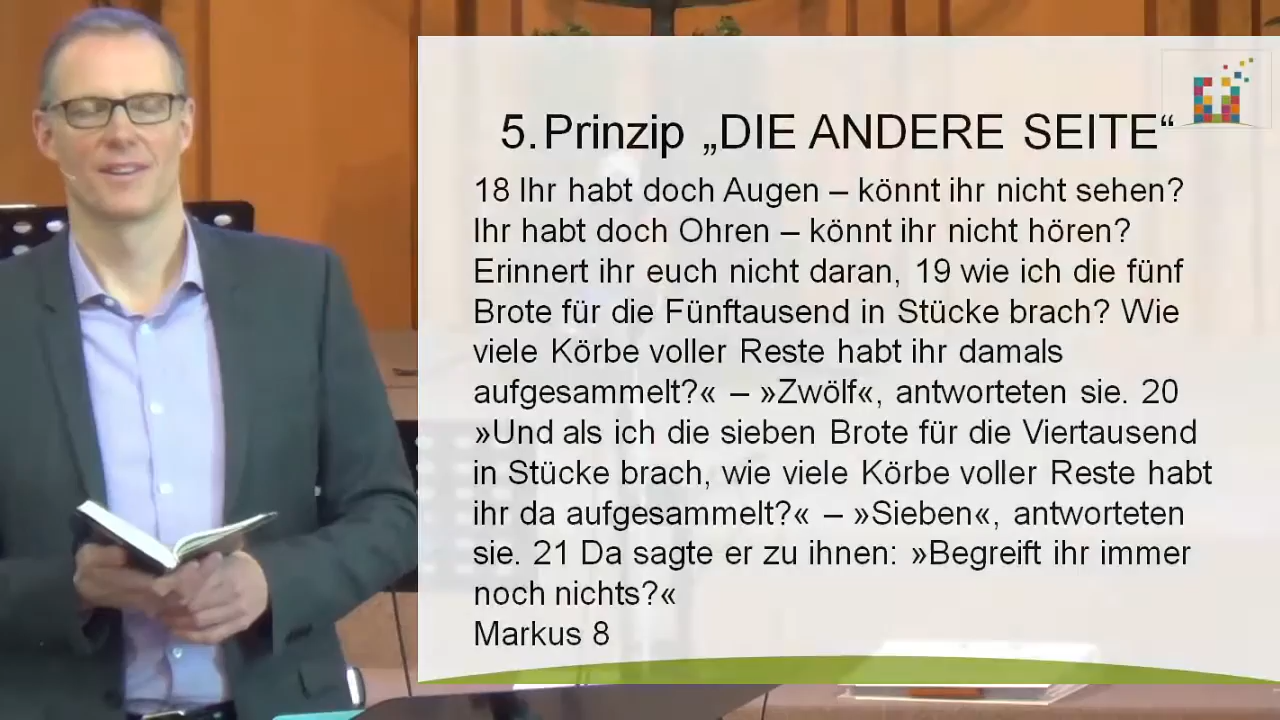 5. Prinzip „DIE ANDERE SEITE“
18 Ihr habt doch Augen – könnt ihr nicht sehen?
Ihr habt doch Ohren – könnt ihr nicht hören?
Erinnert ihr euch nicht daran, 19 wie ich die fünf
Brote für die Fünftausend in Stücke brach? Wie
viele Körbe voller Reste habt ihr damals
aufgesammelt?« – »Zwölf«, antworteten sie. 20
»Und als ich die sieben Brote für die Viertausend
in Stücke brach, wie viele Körbe voller Reste habt
ihr da aufgesammelt?« – »Sieben«, antworteten
sie. 21 Da sagte er zu ihnen: »Begreift ihr immer
noch nichts?«
Markus 8